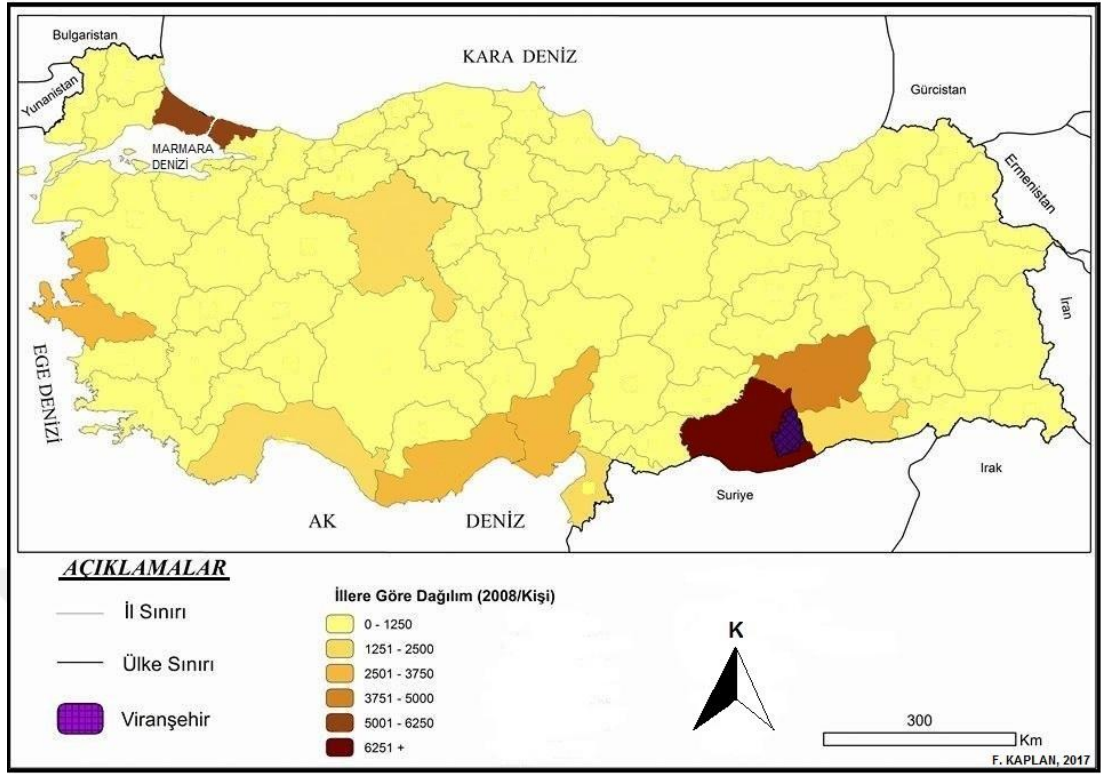 Bulgaristan
Yunanistan
KARA DENİZ
Gürcistan
Ermenistan
İran
MARMARA
DENİZİ
EGE DENİZİ
AK DENİZ
Suriye
Irak
AÇIKLAMALAR
İl Sınırı
Ülke Sınırı
Viranşehir
İllere Göre Dağılım (2008/Kişi)
0 - 1250
1251 - 2500
2501 - 3750
3751 - 5000
5001 - 6250
6251 +
K
300
Km
F. KAPLAN, 2017